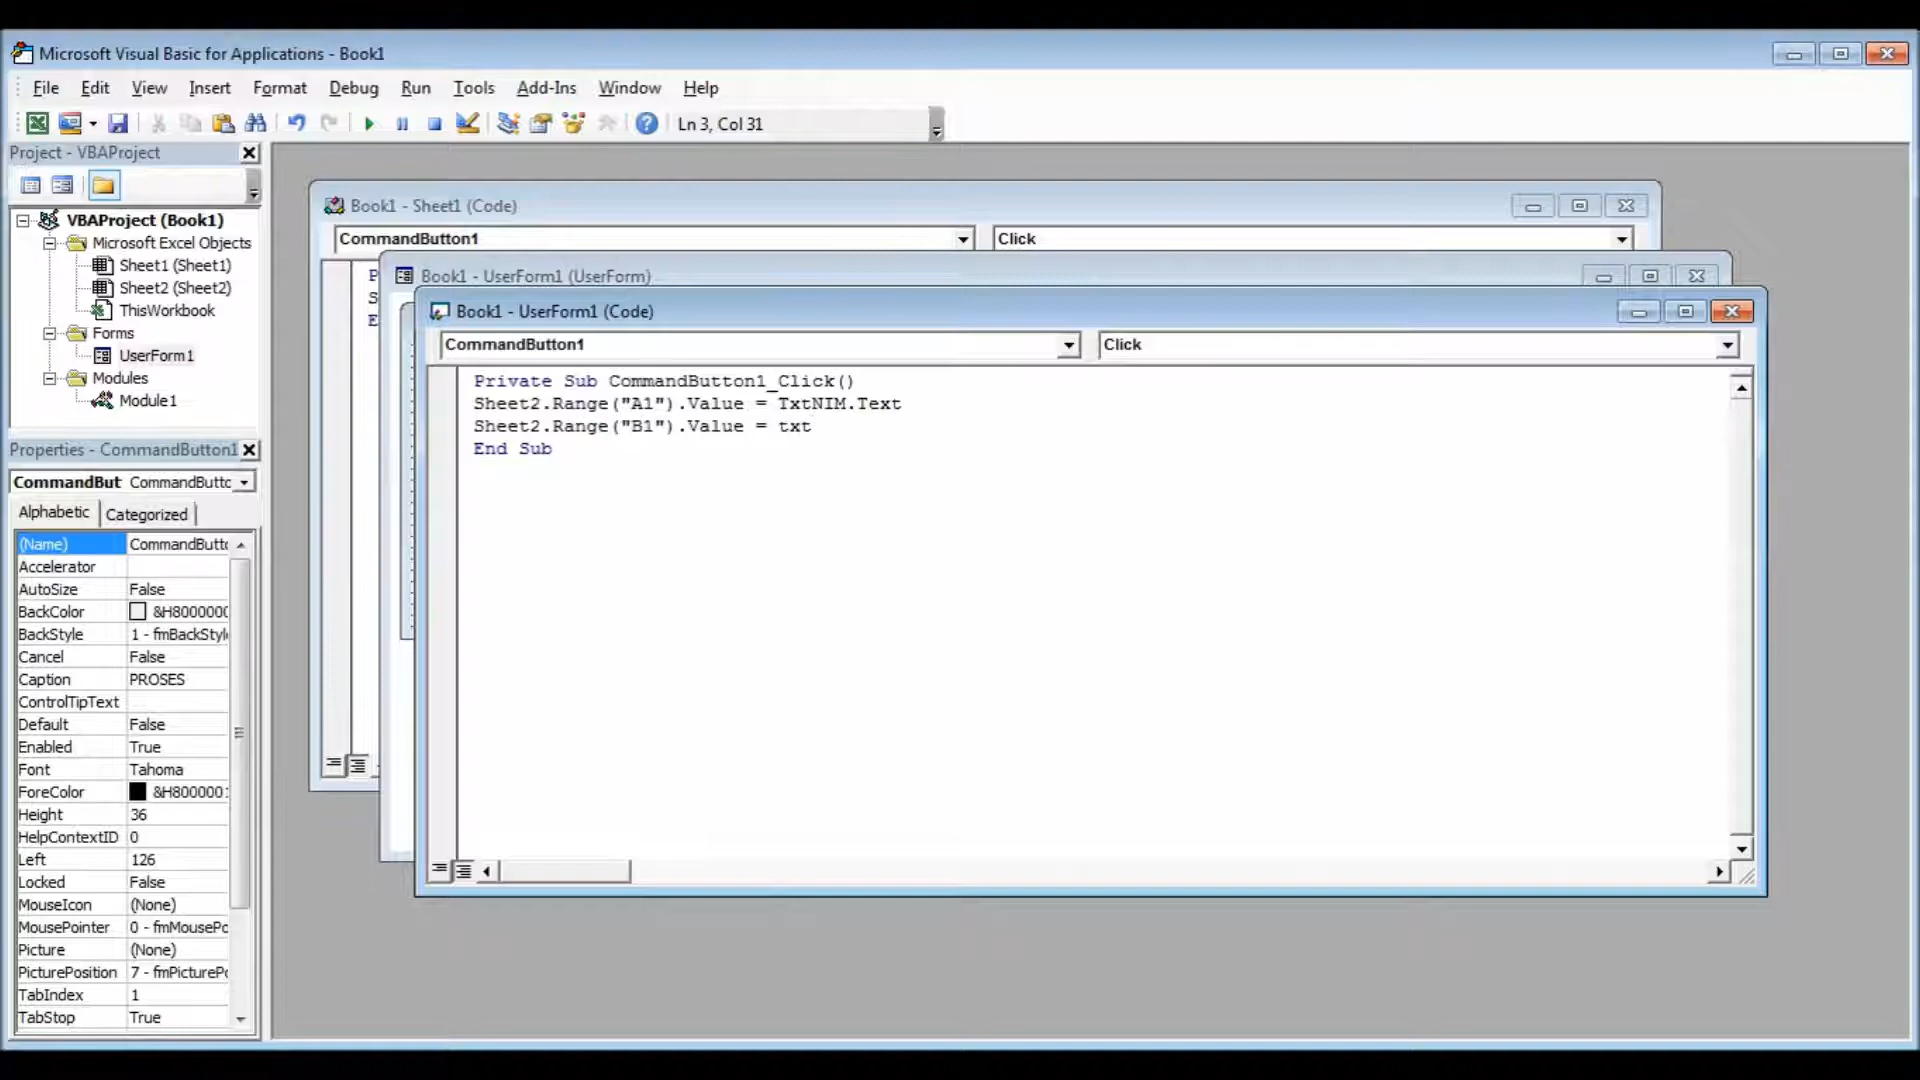 Microsoft Visual Basic for Applications - Book1
File Edit View Insert Format Debug Run Tools Add-Ins Window Help
Ln 3, Col 31
Project - VBAProject
VBAProject (Book1)
Microsoft Excel Objects
Sheet1 (Sheet1)
Sheet2 (Sheet2)
ThisWorkbook
Forms
UserForm1
Modules
Module1
Properties - CommandButton1
CommandBut CommandButtc
Alphabetic Categorized
(Name) CommandButt
Accelerator
AutoSize False
BackColor &H8000000
BackStyle 1 - fmBackStyl
Cancel False
Caption PROSES
ControlTipText
Default False
Enabled True
Font Tahoma
ForeColor &H800000
Height 36
HelpContextID 0
Left 126
Locked False
MouseIcon (None)
MousePointer 0 - fmMousePo
Picture (None)
PicturePosition 7 - fmPicturePo
TabIndex 1
TabStop True
Book1 - Sheet1 (Code)
CommandButton1 Click
P
S
E
Book1 - UserForm1 (UserForm)
Book1 - UserForm1 (Code)
CommandButton1 Click
Private Sub CommandButton1_Click()
Sheet2.Range("A1").Value = TxtNIM.Text
Sheet2.Range("B1").Value = txt
End Sub